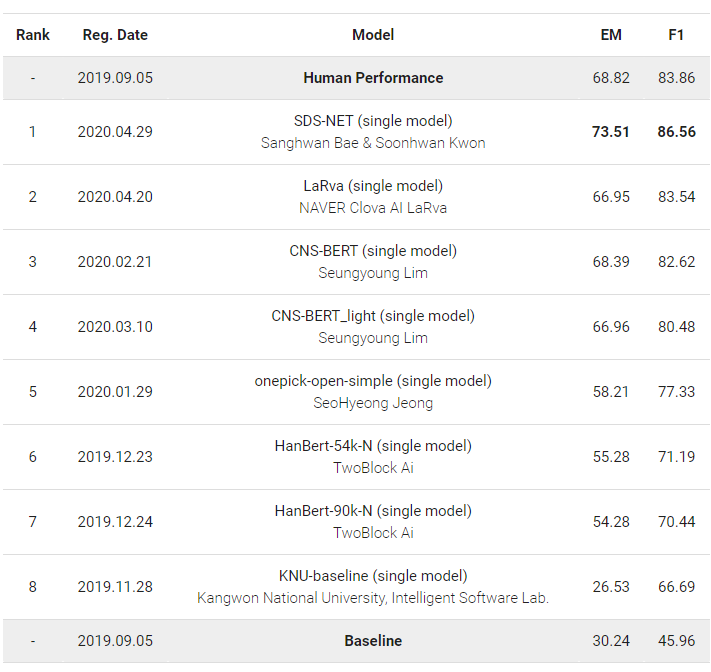 Rank Reg. Date Model EM F1
- 2019.09.05 Human Performance 68.82 83.86
1 2020.04.29 SDS-NET (single model) 73.51 86.56
Sanghwan Bae & Soonhwan Kwon
2 2020.04.20 LaRva (single model) 66.95 83.54
NAVER Clova AI LaRva
3 2020.02.21 CNS-BERT (single model) 68.39 82.62
Seungyoung Lim
4 2020.03.10 CNS-BERT_light (single model) 66.96 80.48
Seungyoung Lim
5 2020.01.29 onepick-open-simple (single model) 58.21 77.33
SeoHyeong Jeong
6 2019.12.23 HanBert-54k-N (single model) 55.28 71.19
TwoBlock Ai
7 2019.12.24 HanBert-90k-N (single model) 54.28 70.44
TwoBlock Ai
8 2019.11.28 KNU-baseline (single model) 26.53 66.69
Kangwon National University, Intelligent Software Lab.
- 2019.09.05 Baseline 30.24 45.96